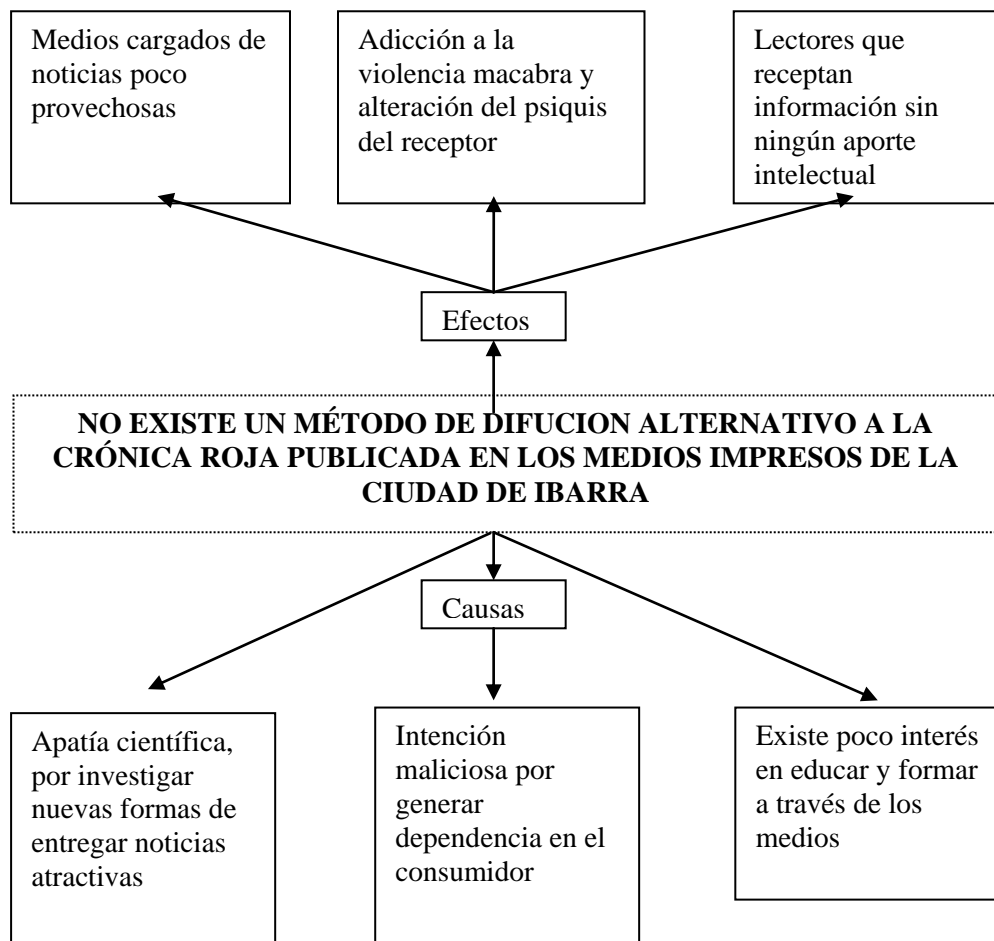 Medios cargados de
noticias poco
provechosas
Adicción a la
violencia macabra y
alteración del psiquis
del receptor
Lectores que
receptan
información sin
ningún aporte
intelectual
Efectos
NO EXISTE UN MÉTODO DE DIFUCION ALTERNATIVO A LA
CRÓNICA ROJA PUBLICADA EN LOS MEDIOS IMPRESOS DE LA
CIUDAD DE IBARRA
Causas
Apatía científica,
por investigar
nuevas formas de
entregar noticias
atractivas
Intención
maliciosa por
generar
dependencia en el
consumidor
Existe poco interés
en educar y formar
a través de los
medios